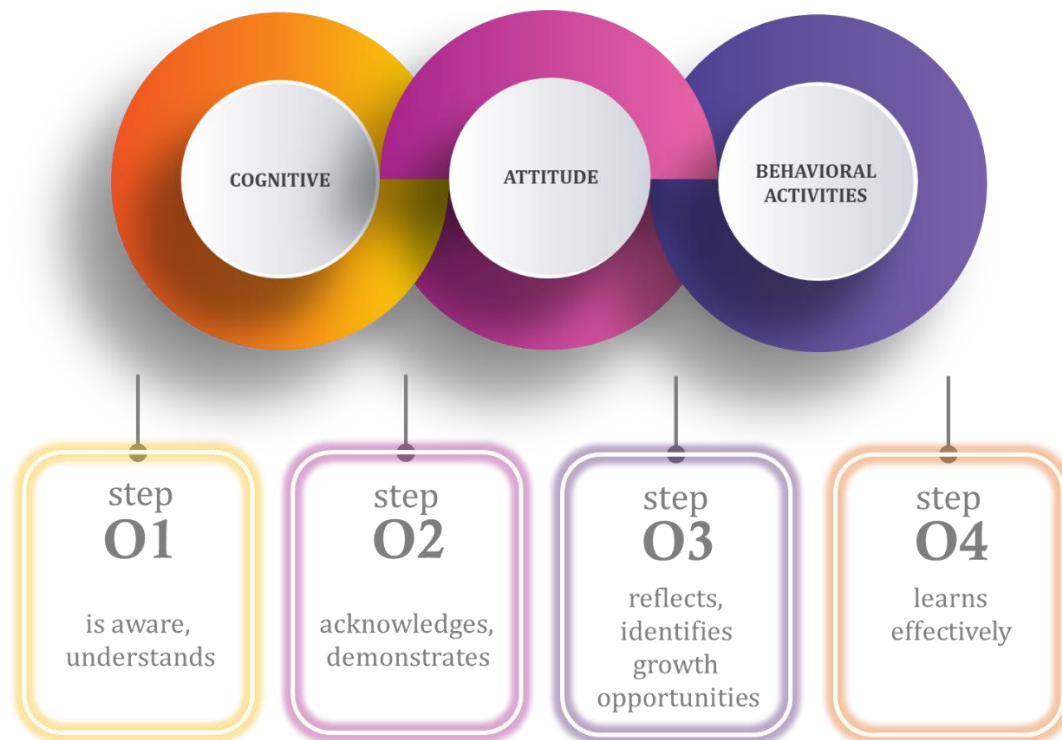 COGNITIVE
ATTITUDE
BEHAVIORAL
ACTIVITIES
step
O1
is aware,
understands
step
O2
acknowledges,
demonstrates
step
O3
reflects,
identifies
growth
opportunities
step
O4
learns
effectively